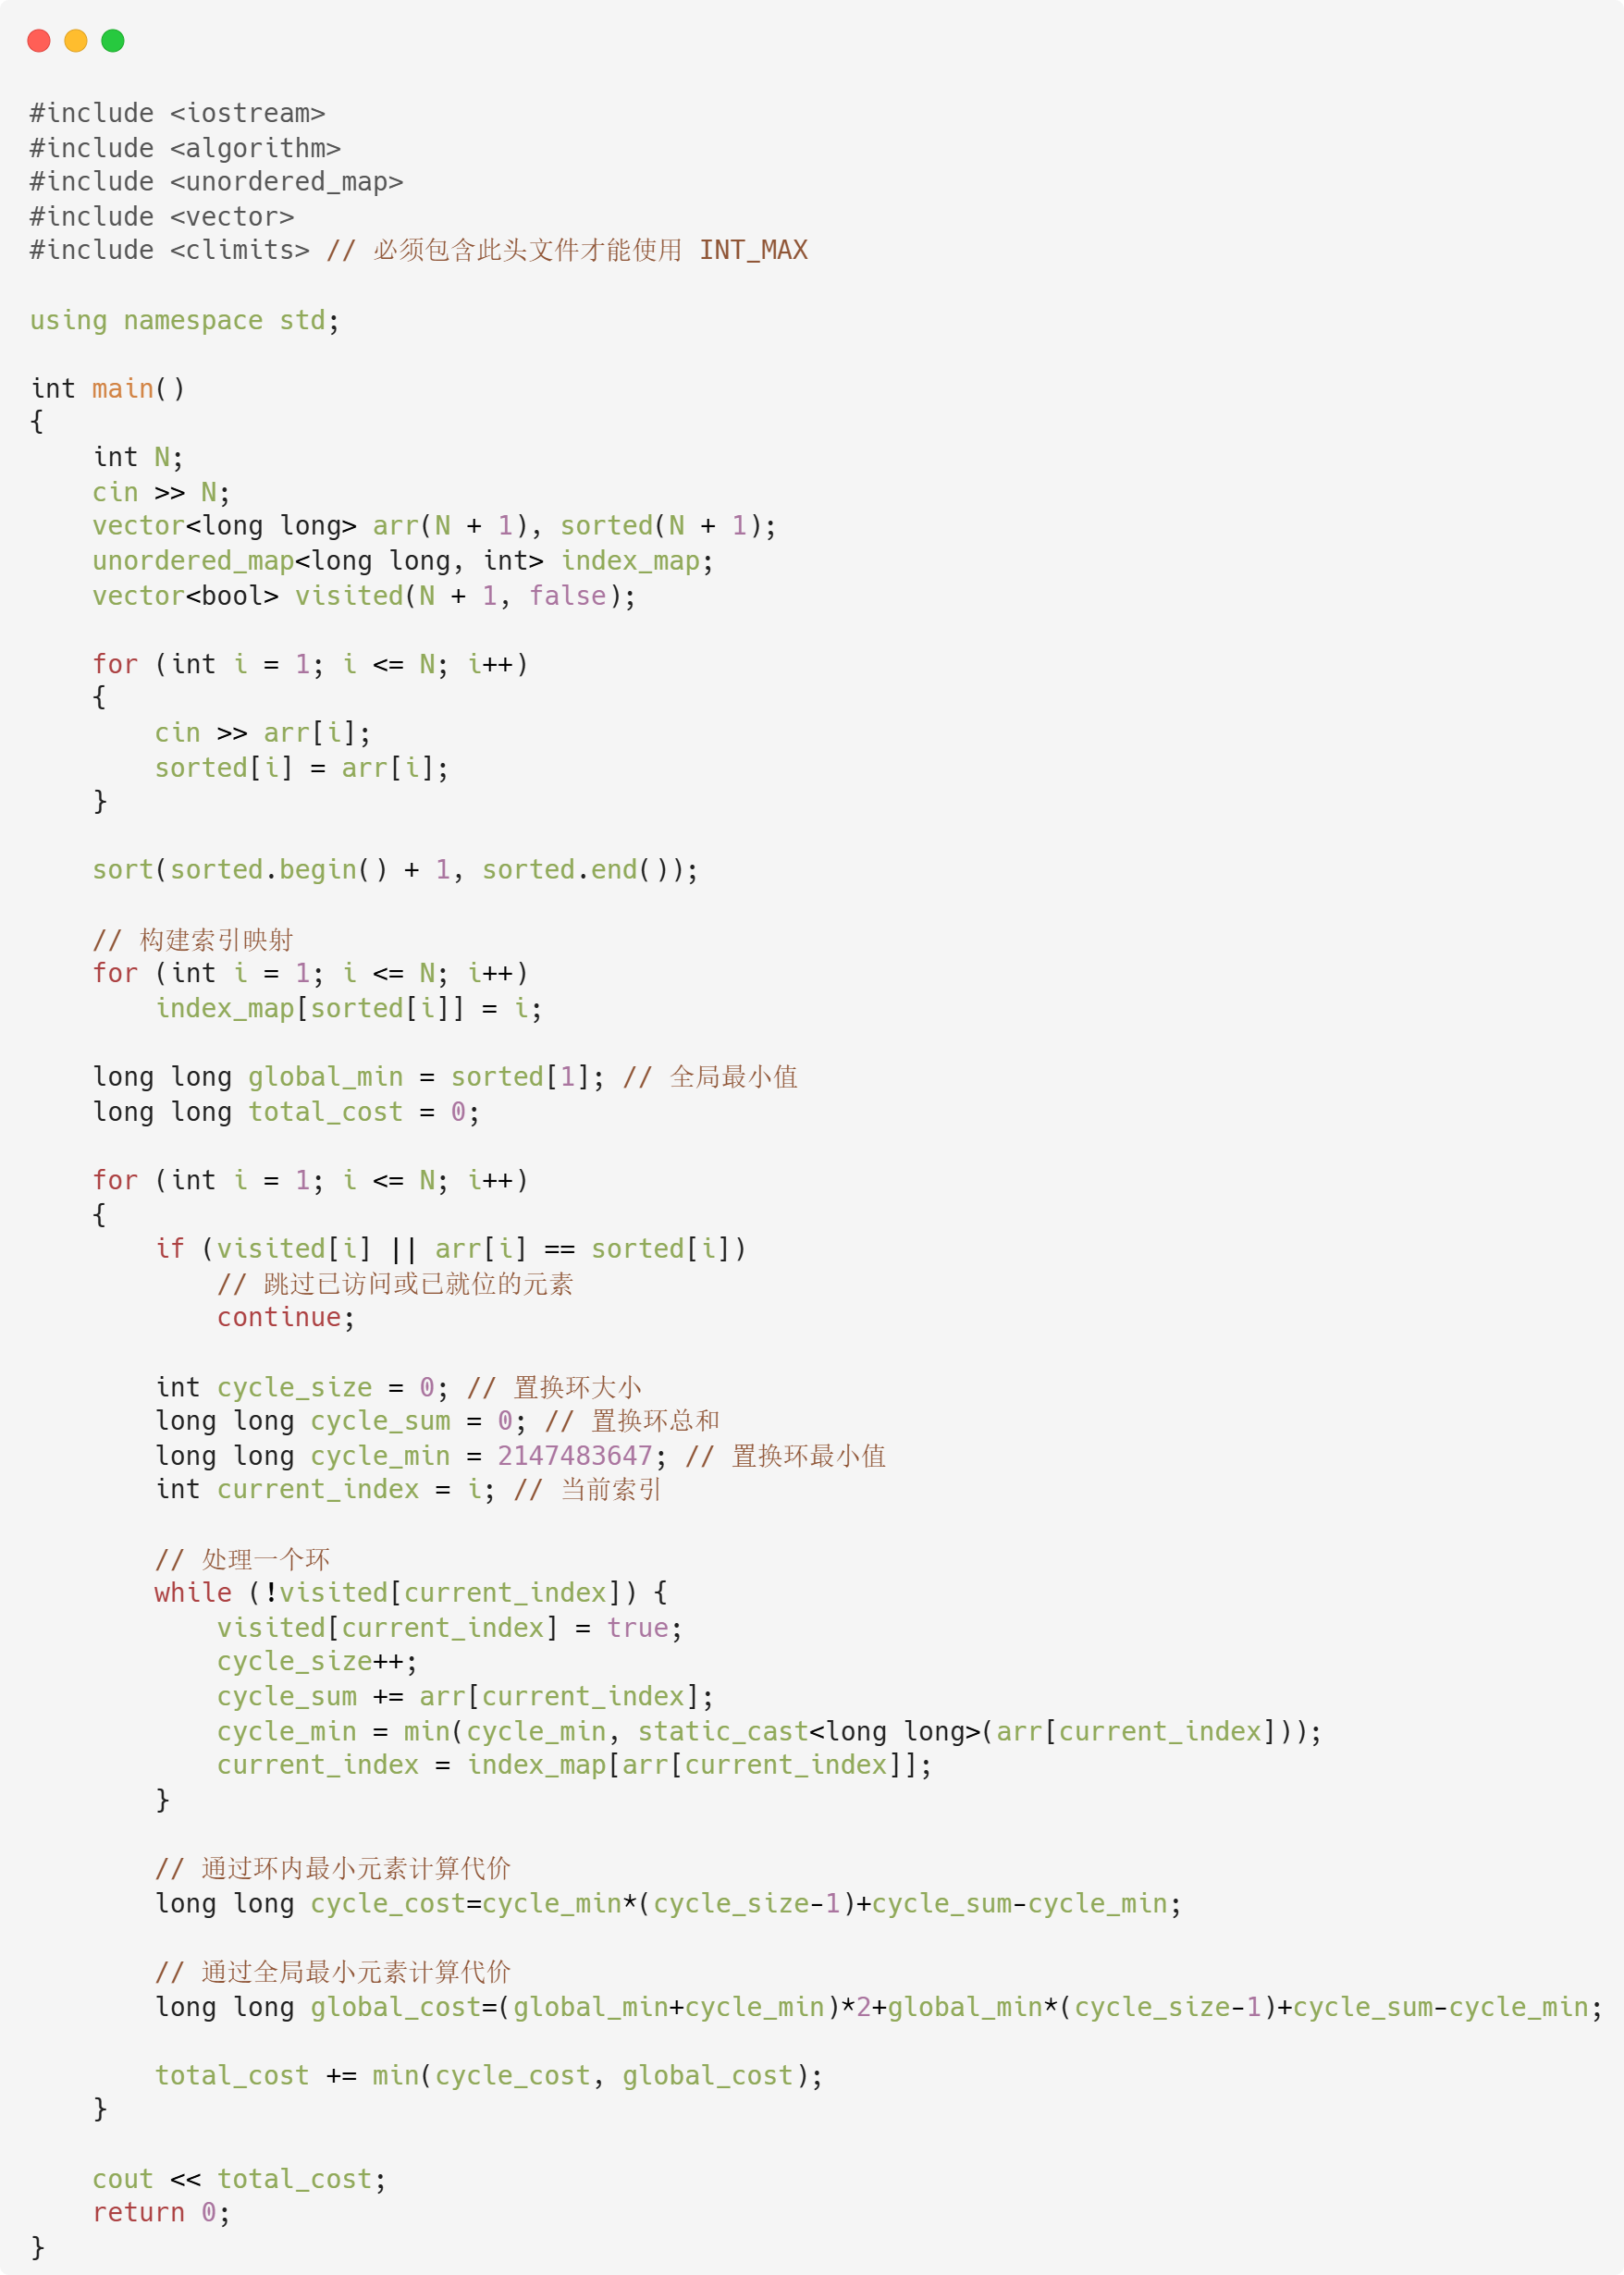 #include <iostream>
#include <algorithm>
#include <unordered_map>
#include <vector>
#include <climits> // 必须包含此头文件才能使用 INT_MAX

using namespace std;

int main()
{
    int N;
    cin >> N;
    vector<long long> arr(N + 1), sorted(N + 1);
    unordered_map<long long, int> index_map;
    vector<bool> visited(N + 1, false);

    for (int i = 1; i <= N; i++)
    {
        cin >> arr[i];
        sorted[i] = arr[i];
    }

    sort(sorted.begin() + 1, sorted.end());

    // 构建索引映射
    for (int i = 1; i <= N; i++)
        index_map[sorted[i]] = i;

    long long global_min = sorted[1]; // 全局最小值
    long long total_cost = 0;

    for (int i = 1; i <= N; i++)
    {
        if (visited[i] || arr[i] == sorted[i])
            // 跳过已访问或已就位的元素
            continue;

        int cycle_size = 0; // 置换环大小
        long long cycle_sum = 0; // 置换环总和
        long long cycle_min = 2147483647; // 置换环最小值
        int current_index = i; // 当前索引

        // 处理一个环
        while (!visited[current_index]) {
            visited[current_index] = true;
            cycle_size++;
            cycle_sum += arr[current_index];
            cycle_min = min(cycle_min, static_cast<long long>(arr[current_index]));
            current_index = index_map[arr[current_index]];
        }

        // 通过环内最小元素计算代价
        long long cycle_cost=cycle_min*(cycle_size-1)+cycle_sum-cycle_min;

        // 通过全局最小元素计算代价
        long long global_cost=(global_min+cycle_min)*2+global_min*(cycle_size-1)+cycle_sum-cycle_min;

        total_cost += min(cycle_cost, global_cost);
    }

    cout << total_cost;
    return 0;
}